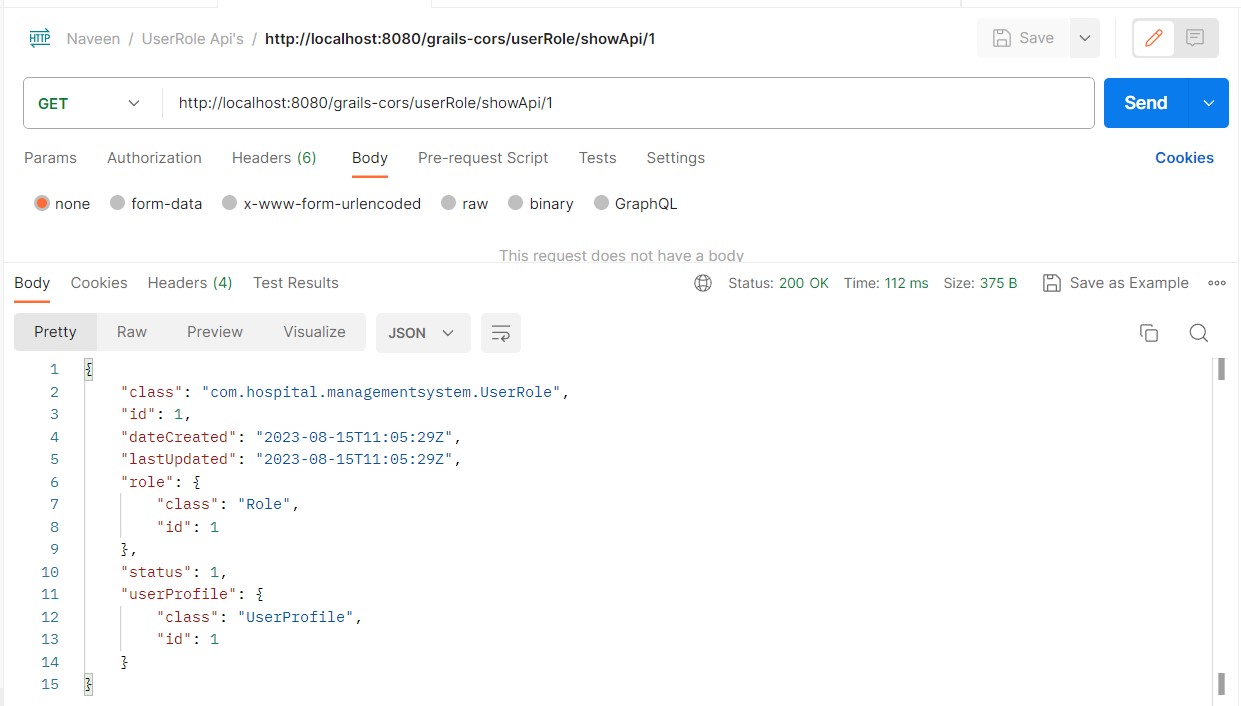 HTTP Naveen / UserRole Api's / http://localhost:8080/grails-cors/userRole/showApi/1 Save
GET http://localhost:8080/grails-cors/userRole/showApi/1 Send
Params Authorization Headers (6) Body Pre-request Script Tests Settings Cookies
none form-data x-www-form-urlencoded raw binary GraphQL
This request does not have a body
Body Cookies Headers (4) Test Results Status: 200 OK Time: 112 ms Size: 375 B Save as Example
Pretty Raw Preview Visualize JSON
1 {
2 "class": "com.hospital.managementsystem.UserRole",
3 "id": 1,
4 "dateCreated": "2023-08-15T11:05:29Z",
5 "lastUpdated": "2023-08-15T11:05:29Z",
6 "role": {
7 "class": "Role",
8 "id": 1
9 },
10 "status": 1,
11 "userProfile": {
12 "class": "UserProfile",
13 "id": 1
14 }
15 }